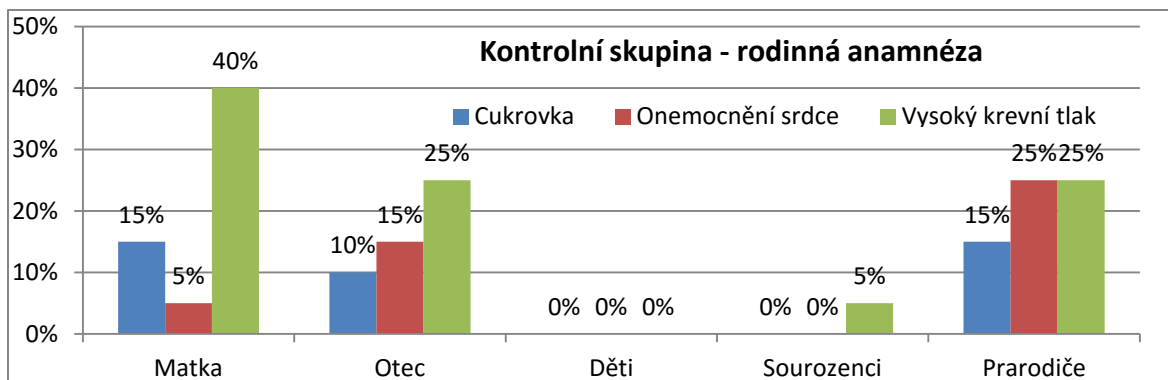 Kontrolní skupina - rodinná anamnéza
Cukrovka Onemocnění srdce Vysoký krevní tlak
50%
40%
30%
20%
10%
0%
15% 5% 40%
10% 15% 25%
0% 0% 0%
0% 0% 5%
15% 25% 25%
Matka Otec Děti Sourozenci Prarodiče